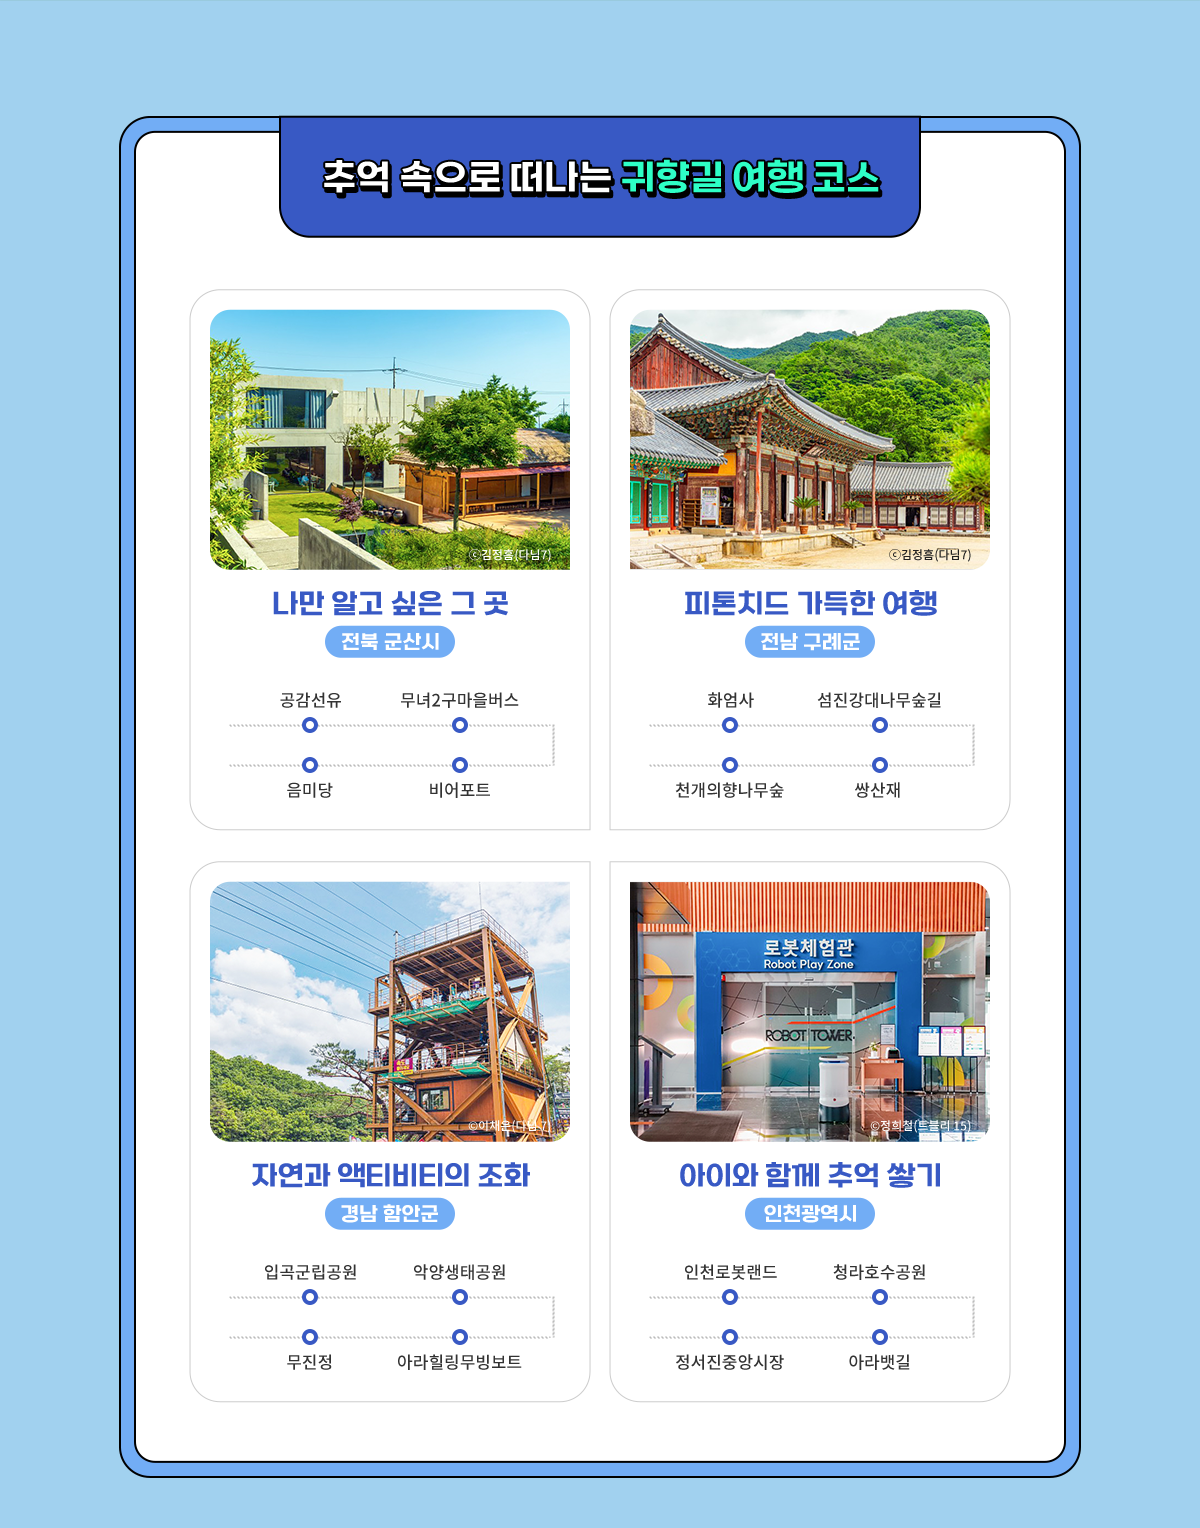 추억 속으로 떠나는 귀향길 여행 코스
ⓒ김정흠(다님7)
나만 알고 싶은 그 곳
전북 군산시
공감선유 무녀2구마을버스
음미당 비어포트
ⓒ김정흠(다님7)
피톤치드 가득한 여행
전남 구례군
화엄사 섬진강대나무숲길
천개의향나무숲 쌍산재
ⓒ이채윤(다님 7)
자연과 액티비티의 조화
경남 함안군
입곡군립공원 악양생태공원
무진정 아라힐링무빙보트
로봇체험관
Robot Play Zone
ROBOT TOWER
ⓒ정희철(트블러 15)
아이와 함께 추억 쌓기
인천광역시
인천로봇랜드 청라호수공원
정서진중앙시장 아라뱃길